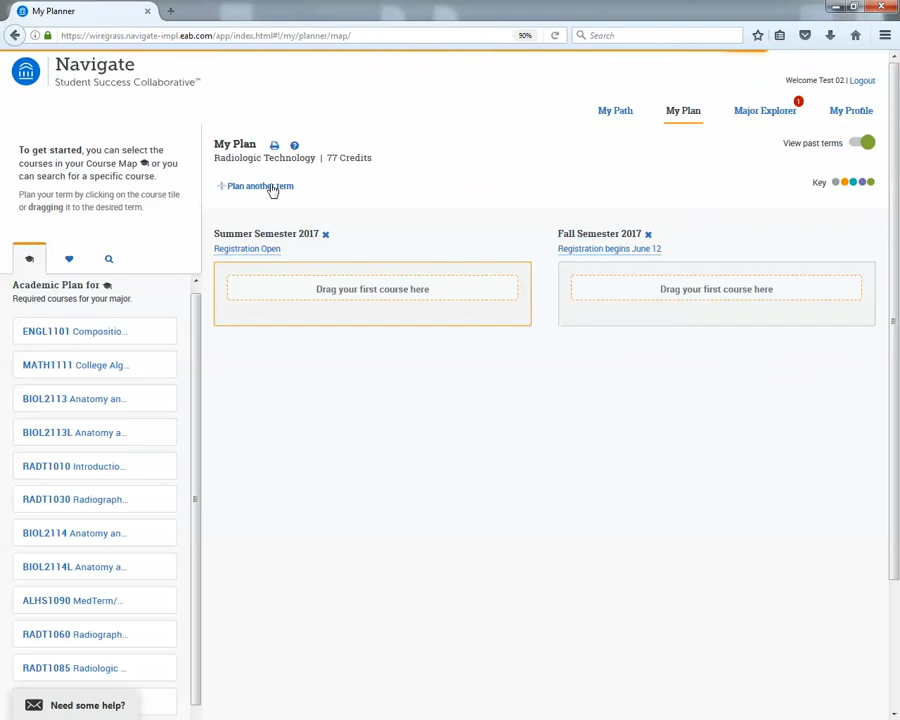 My Planner
https://wiregrass.navigate-impl.eab.com/app/index.html#!/my/planner/map/
90%
Search
Navigate
Student Success Collaborative™
Welcome Test 02 | Logout
My Path
My Plan
Major Explorer
1
My Profile
To get started, you can select the
courses in your Course Map or you
can search for a specific course.
Plan your term by clicking on the course tile
or dragging it to the desired term.
My Plan
Radiologic Technology | 77 Credits
View past terms
Plan another term
Key
Summer Semester 2017
Registration Open
Drag your first course here
Fall Semester 2017
Registration begins June 12
Drag your first course here
Academic Plan for
Required courses for your major.
ENGL1101 Compositio...
MATH1111 College Alg...
BIOL2113 Anatomy an...
BIOL2113L Anatomy a...
RADT1010 Introductio...
RADT1030 Radiograph...
BIOL2114 Anatomy an...
BIOL2114L Anatomy a...
ALHS1090 MedTerm/...
RADT1060 Radiograph...
RADT1085 Radiologic ...
Need some help?